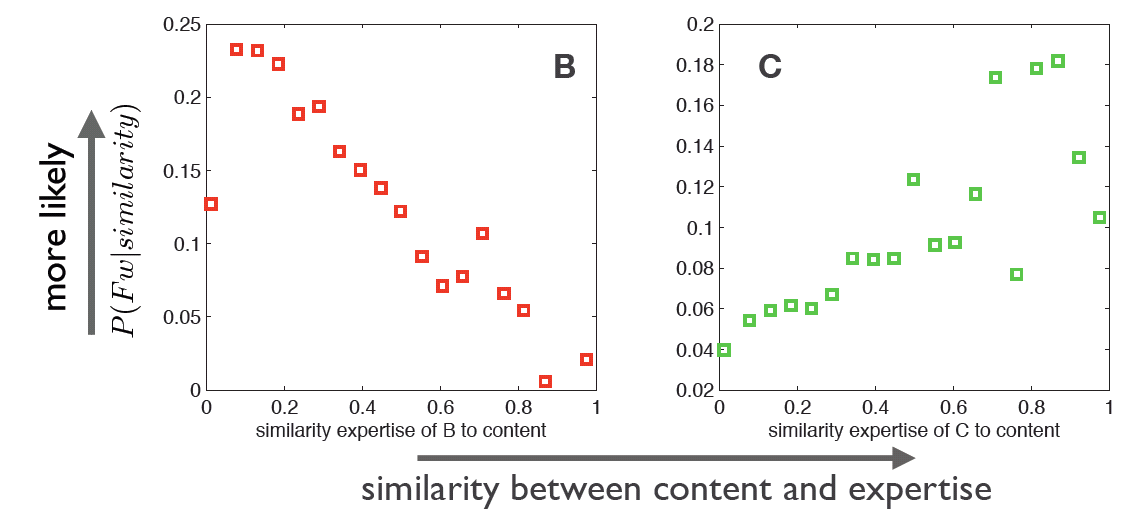 more likely
P(Fw|similarity)
0.25
0.2
0.15
0.1
0.05
0
0 0.2 0.4 0.6 0.8 1
B
similarity expertise of B to content
0.2
0.18
0.16
0.14
0.12
0.1
0.08
0.06
0.04
0.02
0 0.2 0.4 0.6 0.8 1
C
similarity expertise of C to content
similarity between content and expertise